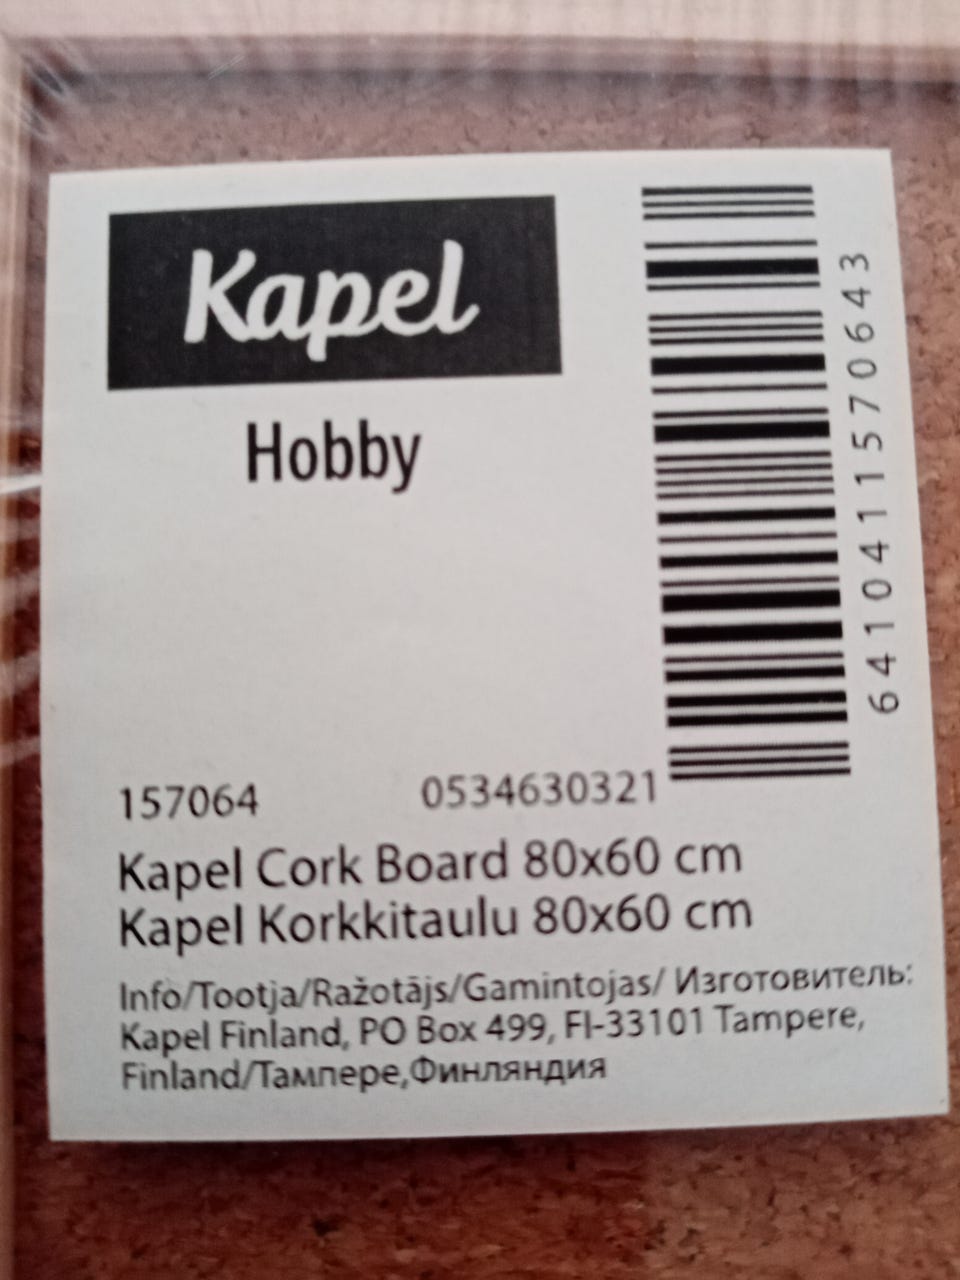 Kapel
Hobby
6410411570643
157064 0534630321
Kapel Cork Board 80x60 cm
Kapel Korkkitaulu 80x60 cm
Info/Tootja/Ražotājs/Gamintojas/ Изготовитель:
Kapel Finland, PO Box 499, FI-33101 Tampere,
Finland/Тампере,Финляндия